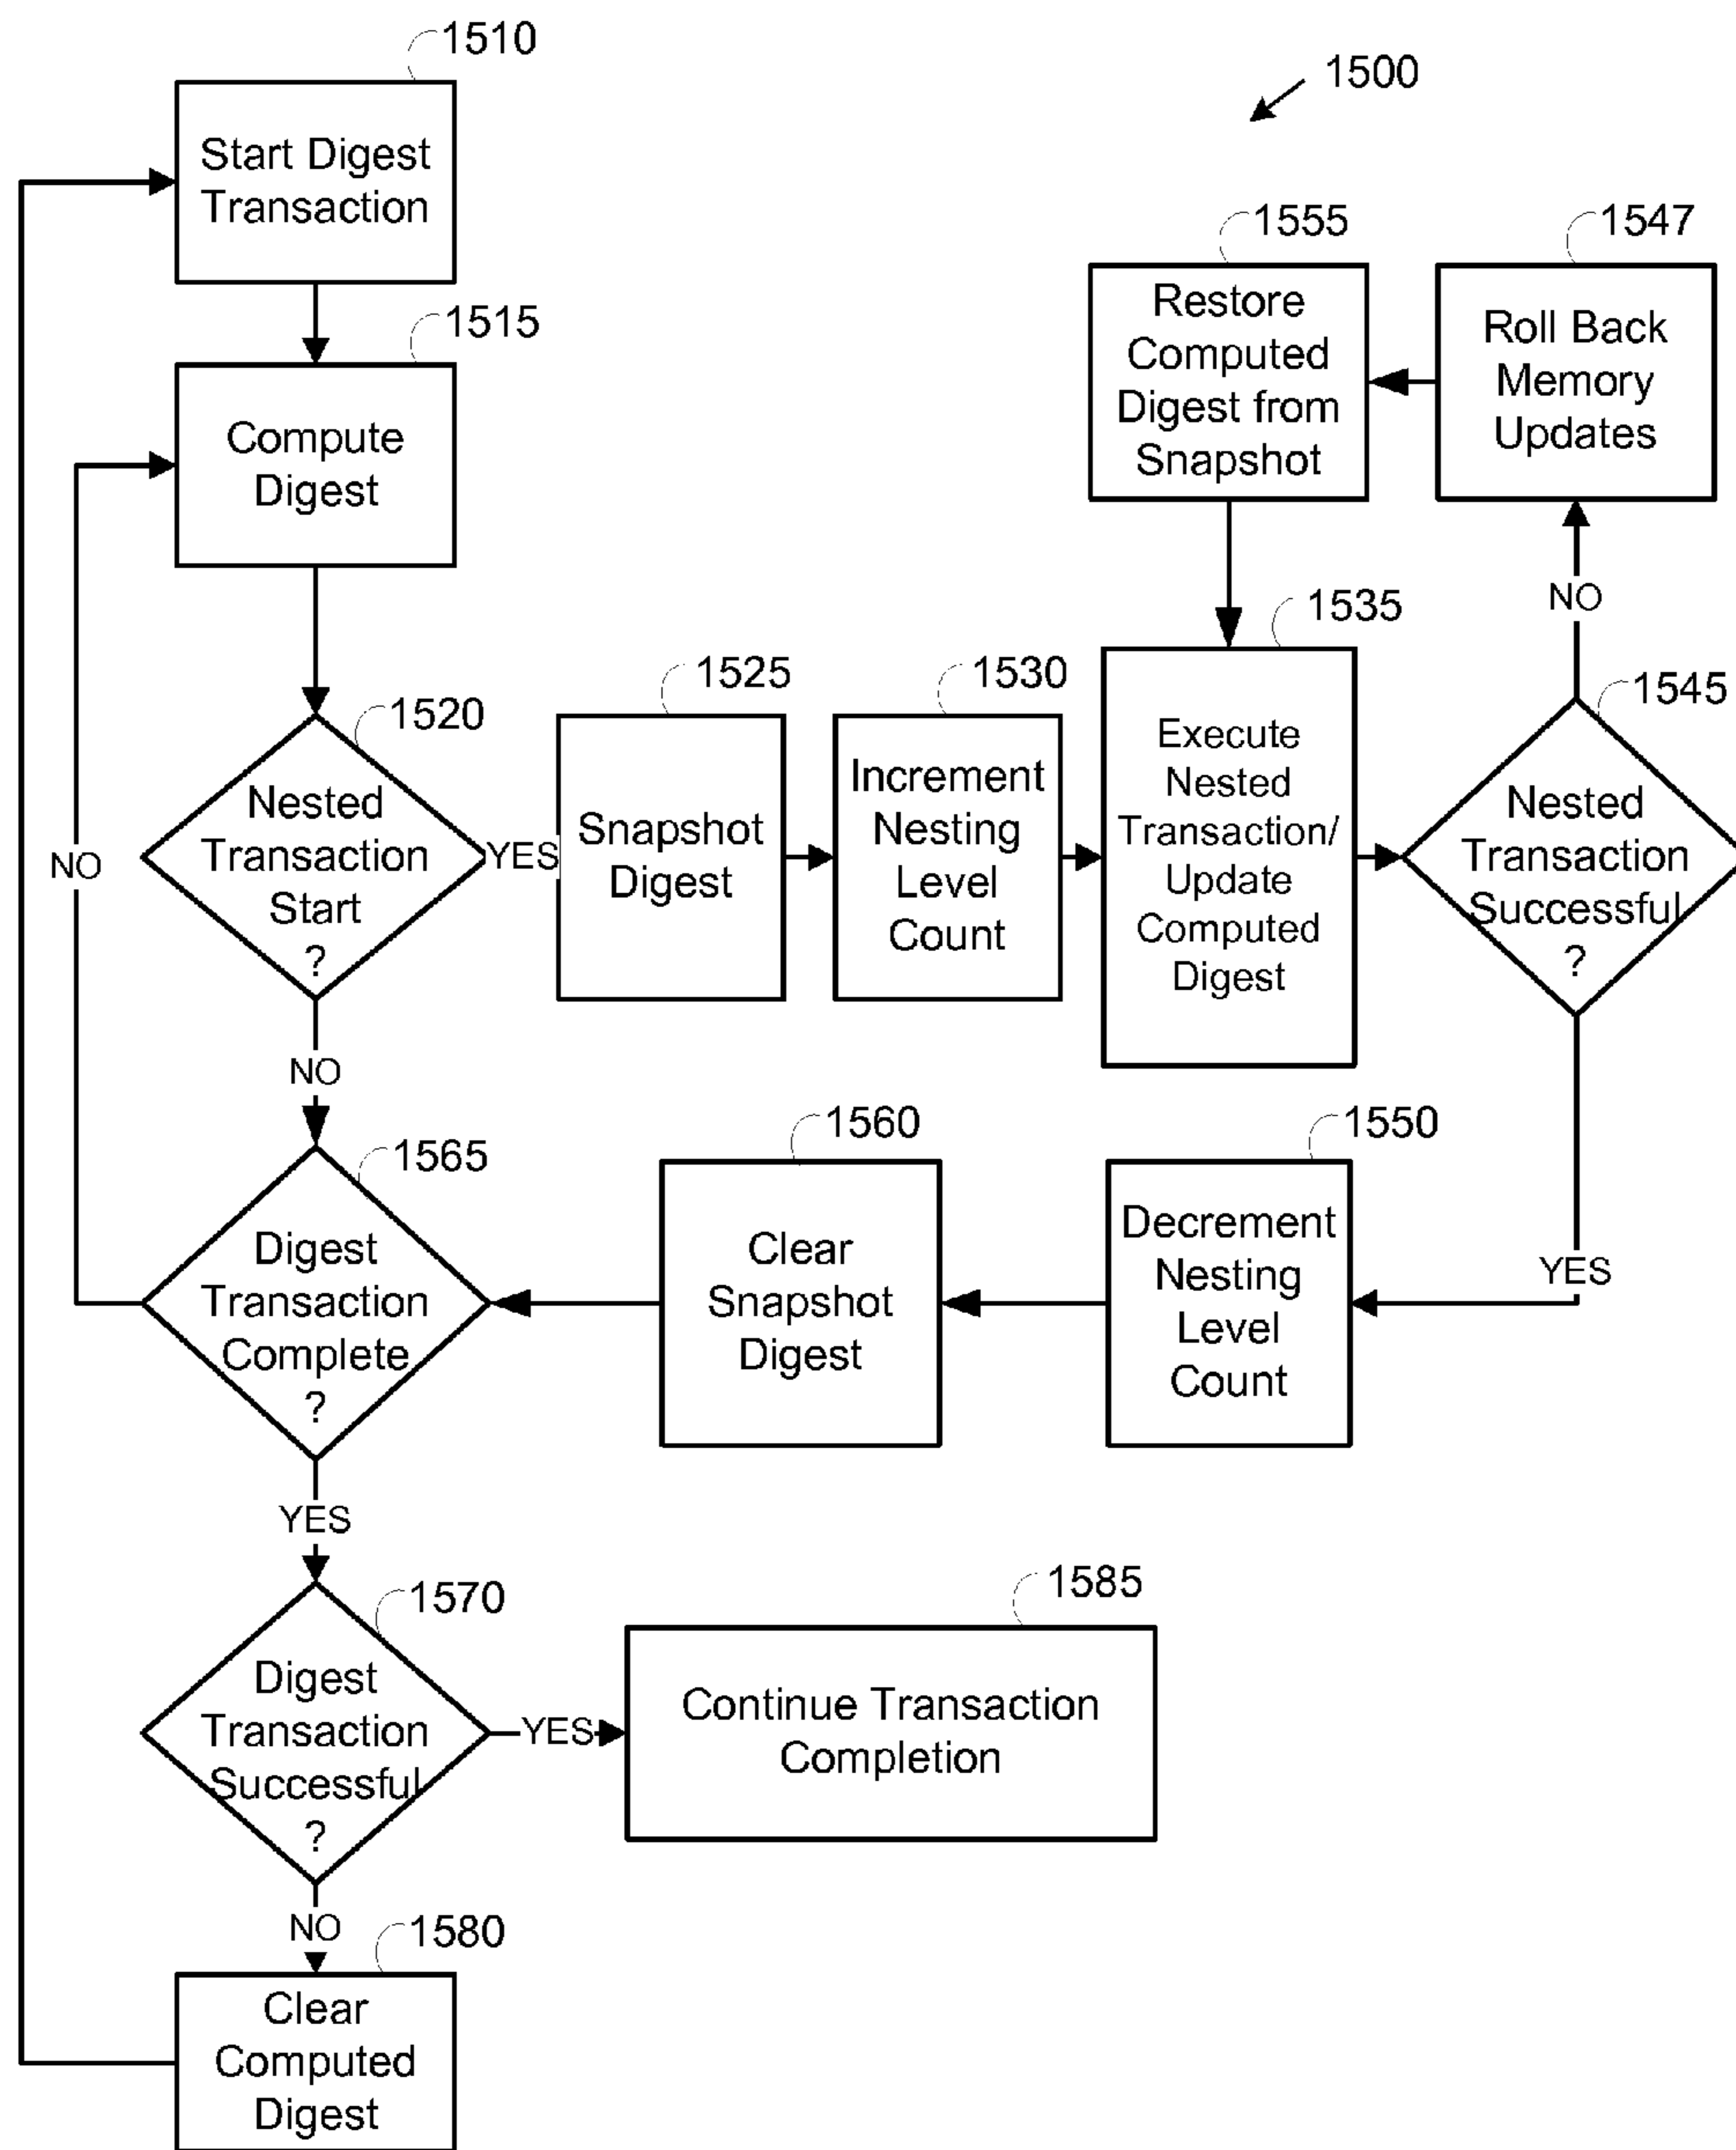 1510
Start Digest
Transaction
1500
1515
Compute
Digest
1555
Restore
Computed
Digest from
Snapshot
1547
Roll Back
Memory
Updates
NO
1520
Nested
Transaction
Start
?
YES
1525
Snapshot
Digest
1530
Increment
Nesting
Level
Count
1535
Execute
Nested
Transaction/
Update
Computed
Digest
1545
Nested
Transaction
Successful
?
NO
NO
1565
Digest
Transaction
Complete
?
1560
Clear
Snapshot
Digest
1550
Decrement
Nesting
Level
Count
YES
YES
1570
Digest
Transaction
Successful
?
YES
1585
Continue Transaction
Completion
NO
1580
Clear
Computed
Digest